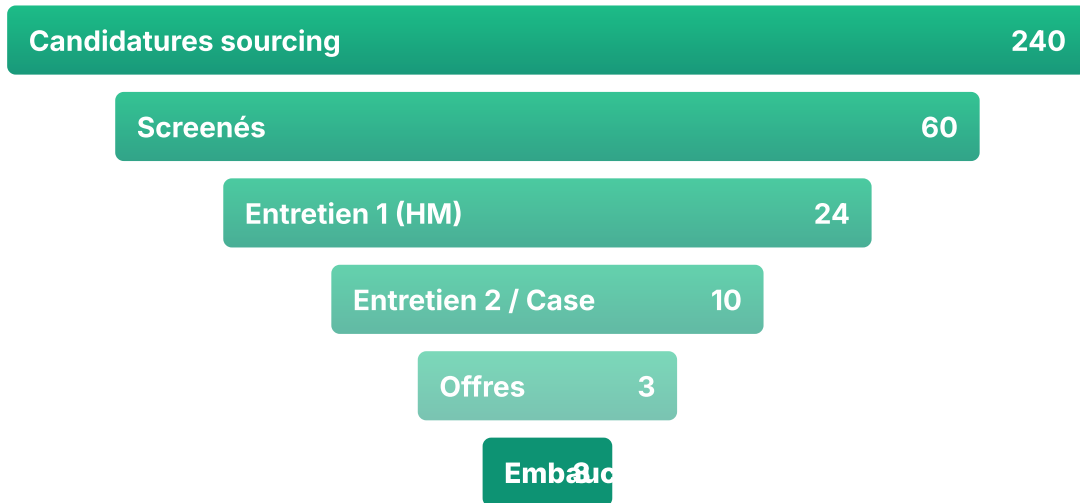 Candidatures sourcing 240
Screenés 60
Entretien 1 (HM) 24
Entretien 2 / Case 10
Offres 3